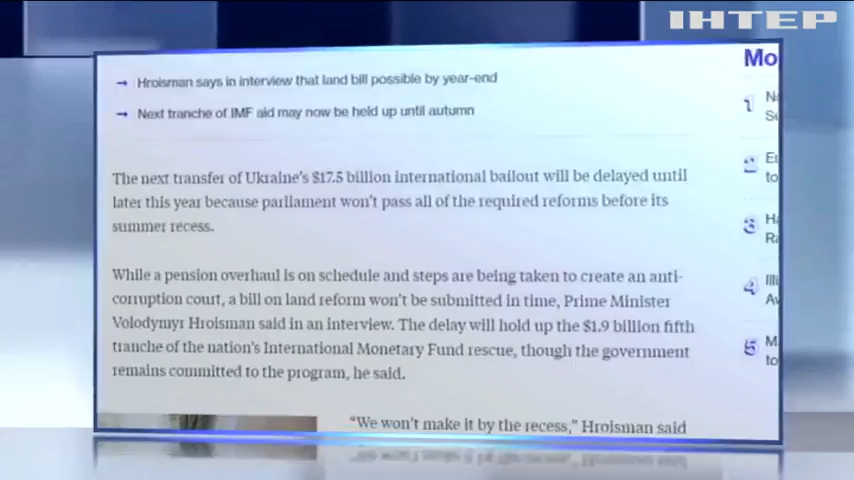 ІНТЕР
→ Hroisman says in interview that land bill possible by year-end
→ Next tranche of IMF aid may now be held up until autumn
The next transfer of Ukraine's $17.5 billion international bailout will be delayed until
later this year because parliament won't pass all of the required reforms before its
summer recess.
While a pension overhaul is on schedule and steps are being taken to create an anti-
corruption court, a bill on land reform won't be submitted in time, Prime Minister
Volodymyr Hroisman said in an interview. The delay will hold up the $1.9 billion fifth
tranche of the nation's International Monetary Fund rescue, though the government
remains committed to the program, he said.
"We won't make it by the recess," Hroisman said
Mo
1
2
to
3
4
5
to